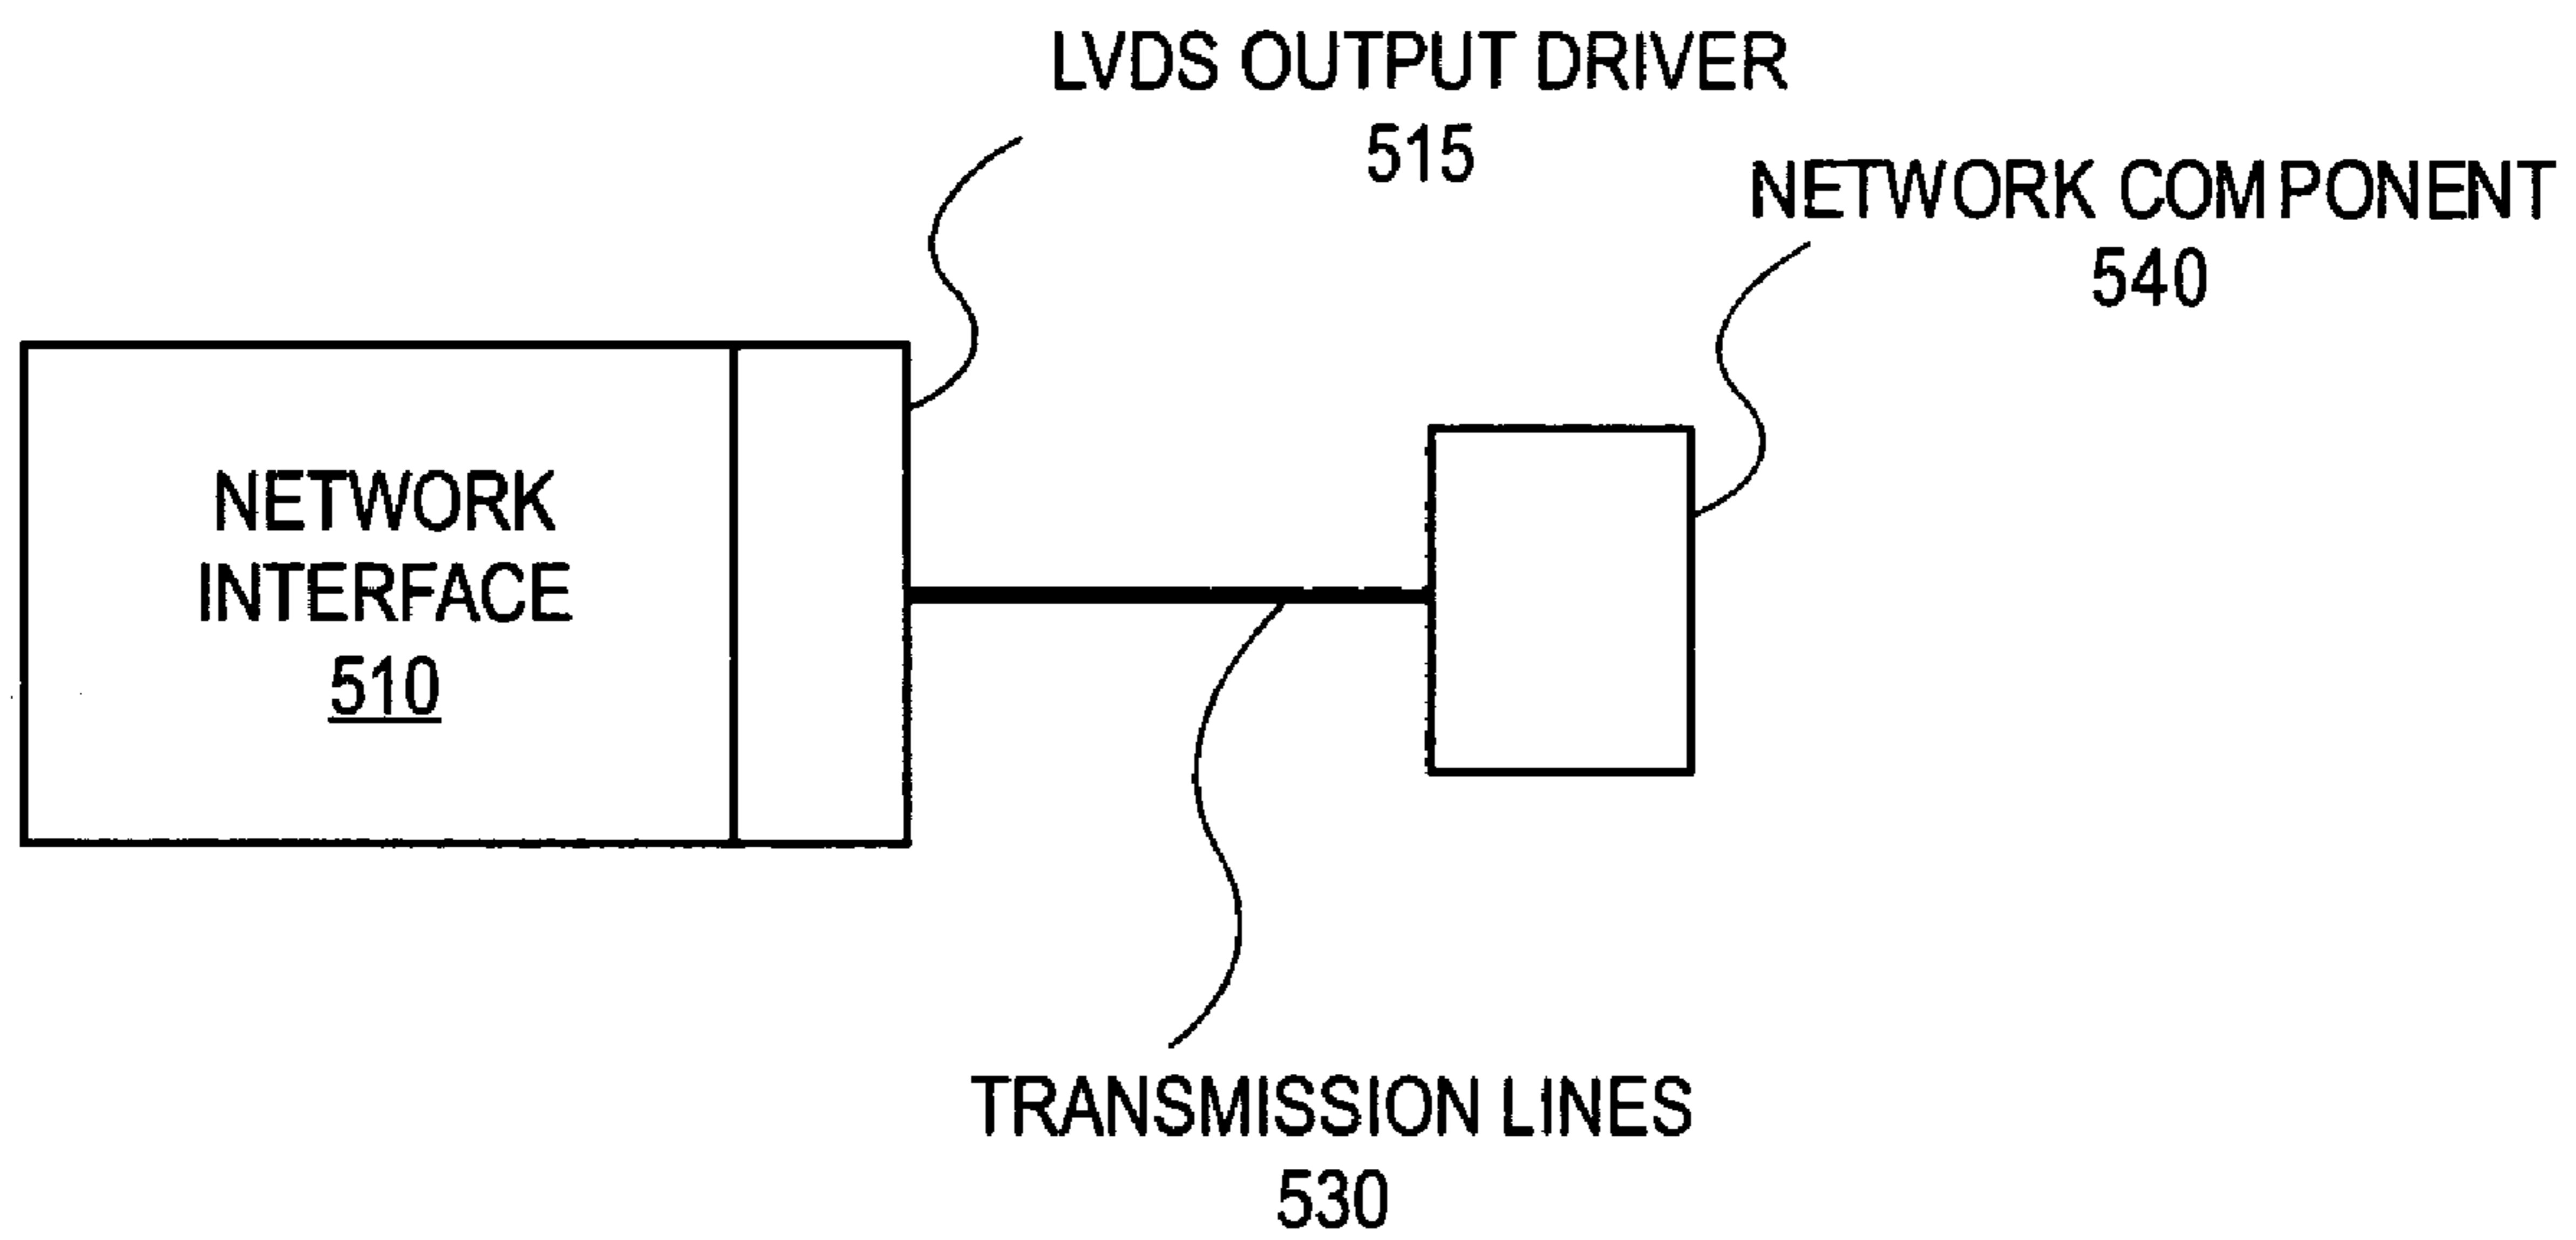 LVDS OUTPUT DRIVER
515
NETWORK COMPONENT
540
NETWORK
INTERFACE
510
TRANSMISSION LINES
530